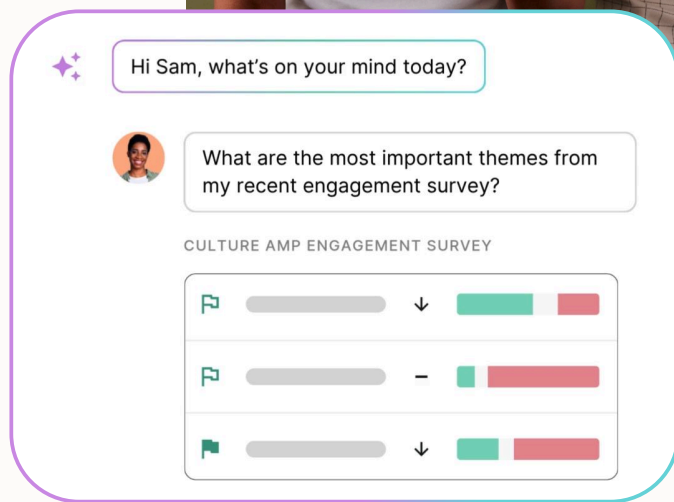 Hi Sam, what's on your mind today?
What are the most important themes from
my recent engagement survey?
CULTURE AMP ENGAGEMENT SURVEY